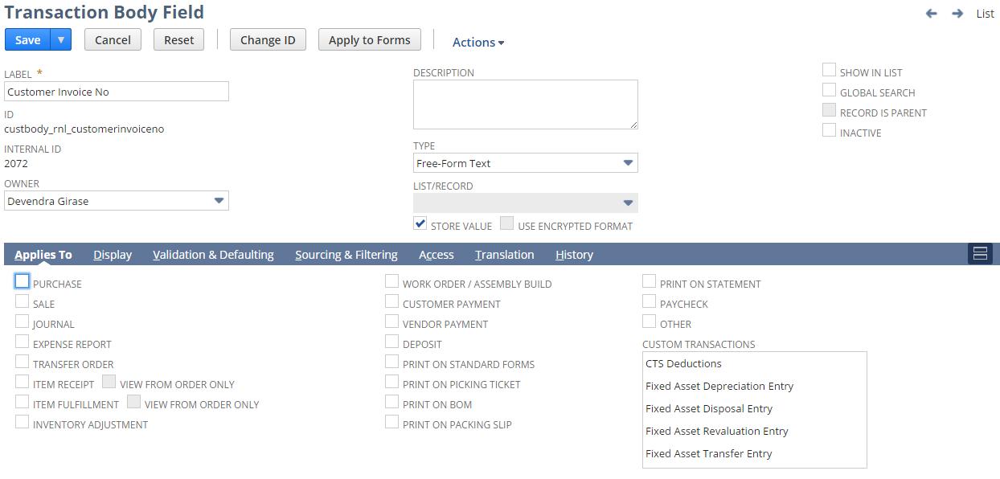 Transaction Body Field
List
Save
Cancel
Reset
Change ID
Apply to Forms
Actions
LABEL *
Customer Invoice No
ID
custbody_rnl_customerinvoiceno
INTERNAL ID
2072
OWNER
Devendra Girase
DESCRIPTION
TYPE
Free-Form Text
LIST/RECORD
STORE VALUE USE ENCRYPTED FORMAT
SHOW IN LIST
GLOBAL SEARCH
RECORD IS PARENT
INACTIVE
Applies To Display Validation & Defaulting Sourcing & Filtering Access Translation History
PURCHASE
SALE
JOURNAL
EXPENSE REPORT
TRANSFER ORDER
ITEM RECEIPT VIEW FROM ORDER ONLY
ITEM FULFILLMENT VIEW FROM ORDER ONLY
INVENTORY ADJUSTMENT
WORK ORDER / ASSEMBLY BUILD
CUSTOMER PAYMENT
VENDOR PAYMENT
DEPOSIT
PRINT ON STANDARD FORMS
PRINT ON PICKING TICKET
PRINT ON BOM
PRINT ON PACKING SLIP
PRINT ON STATEMENT
PAYCHECK
OTHER
CUSTOM TRANSACTIONS
CTS Deductions
Fixed Asset Depreciation Entry
Fixed Asset Disposal Entry
Fixed Asset Revaluation Entry
Fixed Asset Transfer Entry